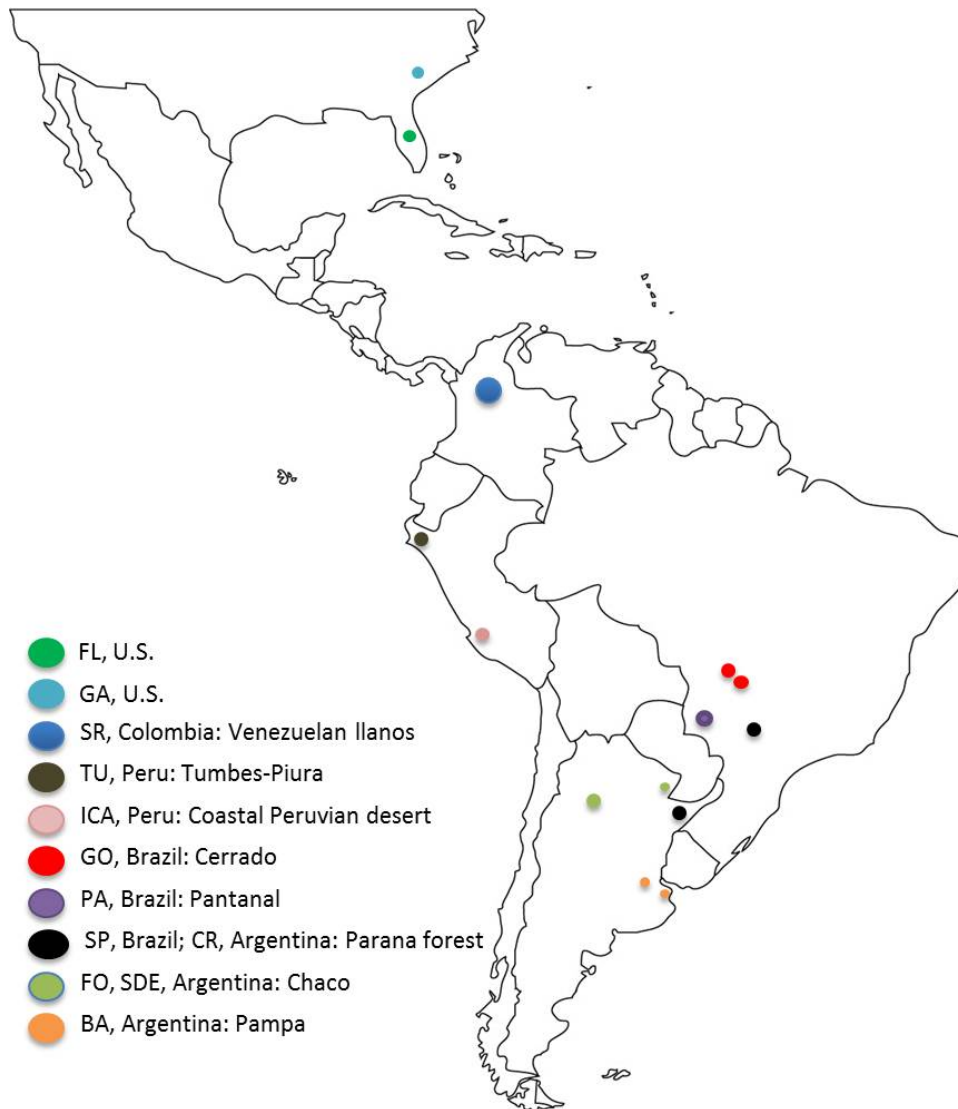 FL, U.S.
GA, U.S.
SR, Colombia: Venezuelan llanos
TU, Peru: Tumbes-Piura
ICA, Peru: Coastal Peruvian desert
GO, Brazil: Cerrado
PA, Brazil: Pantanal
SP, Brazil; CR, Argentina: Parana forest
FO, SDE, Argentina: Chaco
BA, Argentina: Pampa